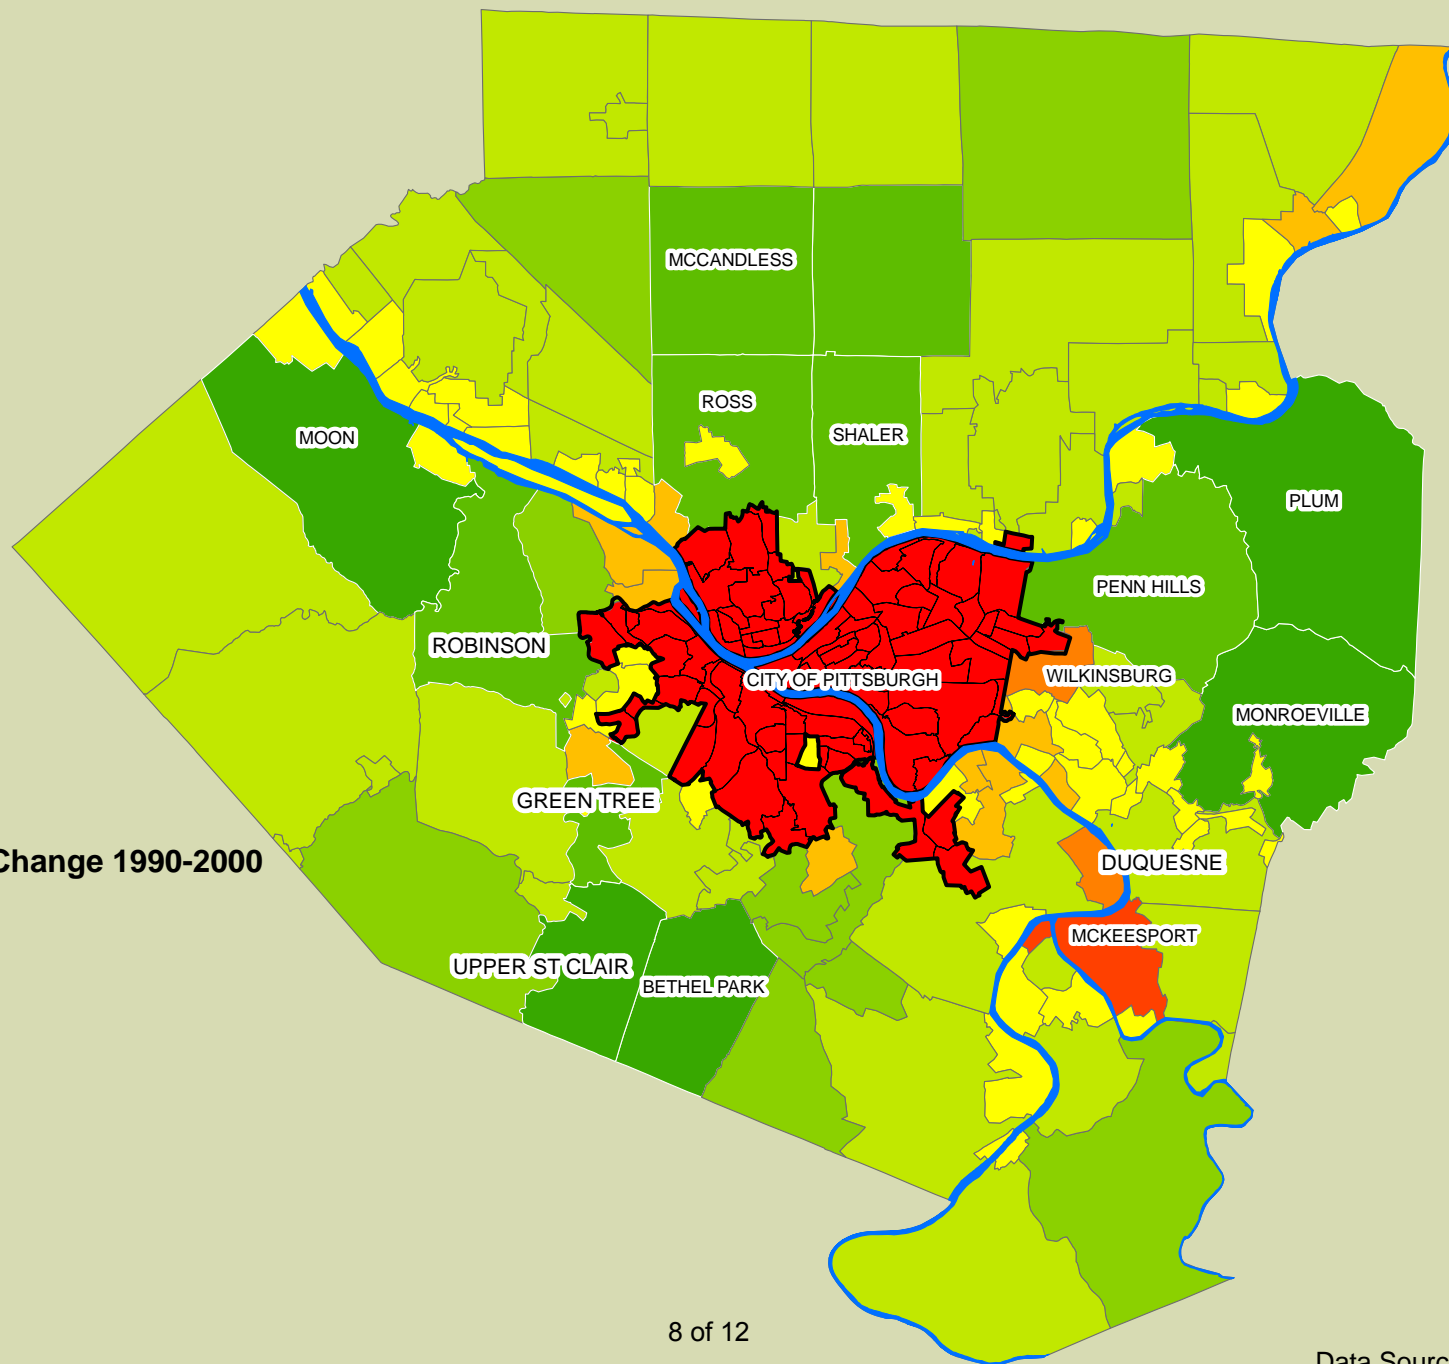 MCCANDLESS
ROSS
SHALER
MOON
PLUM
PENN HILLS
ROBINSON
CITY OF PITTSBURGH
WILKINSBURG
MONROEVILLE
GREEN TREE
Change 1990-2000
DUQUESNE
MCKEESPORT
UPPER ST CLAIR
BETHEL PARK
8 of 12
Data Sourc